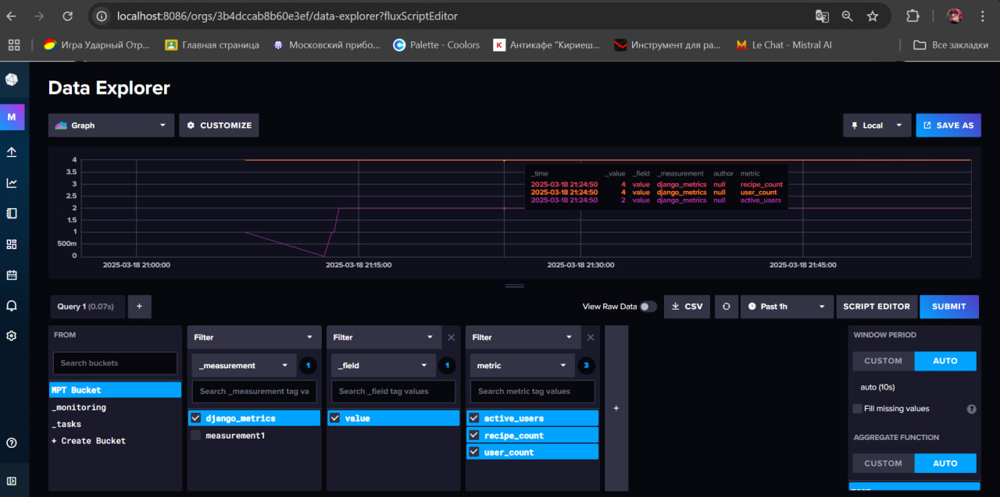 localhost:8086/orgs/3b4dccab8b60e3ef/data-explorer?fluxScriptEditor
Игра Ударный Отр... Главная страница Московский прибо... Palette - Coolors Антикафе "Кириеш... Инструмент для ра... Le Chat - Mistral AI Все закладки
Data Explorer
M
Graph CUSTOMIZE Local SAVE AS
4
3.5
3
2.5
2
1.5
1
500m
0
_time _value _field _measurement author metric
2025-03-18 21:24:50 4 value django_metrics null recipe_count
2025-03-18 21:24:50 4 value django_metrics null user_count
2025-03-18 21:24:50 2 value django_metrics null active_users
2025-03-18 21:00:00 2025-03-18 21:15:00 2025-03-18 21:30:00 2025-03-18 21:45:00
Query 1 (0.07s) + View Raw Data CSV Past 1h SCRIPT EDITOR SUBMIT
FROM
Search buckets
MPT Bucket
_monitoring
_tasks
+ Create Bucket
Filter
_measurement 1
Search _measurement tag va
django_metrics
measurement1
Filter
_field 1
Search _field tag values
value
Filter
metric 3
Search metric tag values
active_users
recipe_count
user_count
+
WINDOW PERIOD
CUSTOM AUTO
auto (10s)
Fill missing values ?
AGGREGATE FUNCTION
CUSTOM AUTO